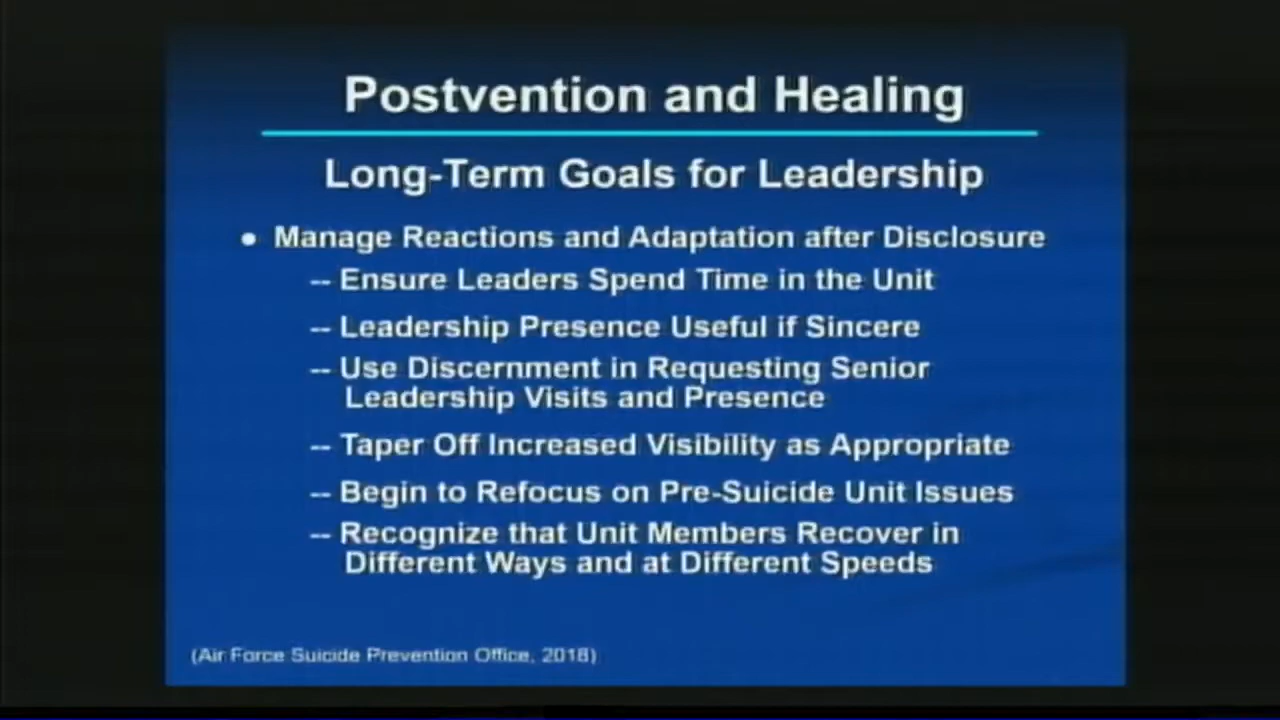 Postvention and Healing
Long-Term Goals for Leadership
● Manage Reactions and Adaptation after Disclosure
-- Ensure Leaders Spend Time in the Unit
-- Leadership Presence Useful if Sincere
-- Use Discernment in Requesting Senior
Leadership Visits and Presence
-- Taper Off Increased Visibility as Appropriate
-- Begin to Refocus on Pre-Suicide Unit Issues
-- Recognize that Unit Members Recover in
Different Ways and at Different Speeds
(Air Force Suicide Prevention Office, 2018)